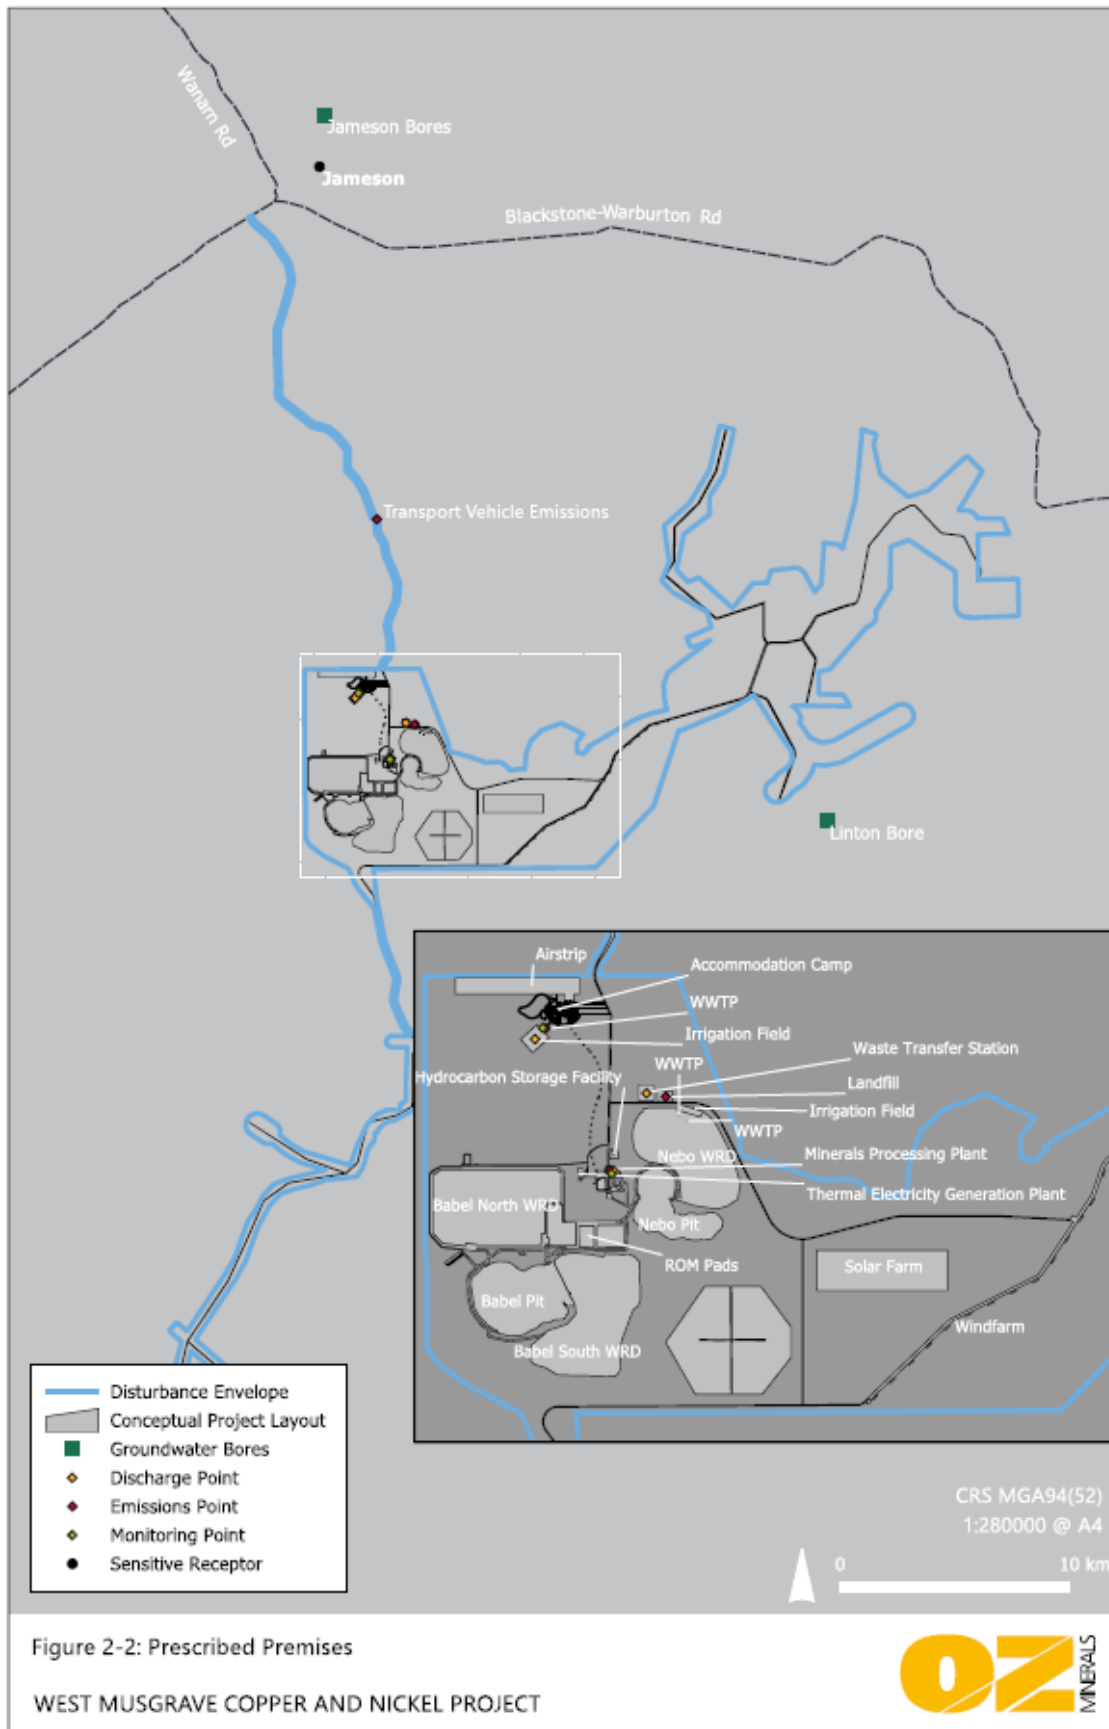 Wanarn Rd
Jameson Bores
Jameson
Blackstone-Warburton Rd
Transport Vehicle Emissions
Linton Bore
Airstrip
Accommodation Camp
WWTP
Irrigation Field
Waste Transfer Station
WWTP
Hydrocarbon Storage Facility
Landfill
Irrigation Field
WWTP
Nebo WRD
Minerals Processing Plant
Thermal Electricity Generation Plant
Babel North WRD
Nebo Pit
ROM Pads
Solar Farm
Babel Pit
Windfarm
Babel South WRD
Disturbance Envelope
Conceptual Project Layout
Groundwater Bores
Discharge Point
Emissions Point
Monitoring Point
Sensitive Receptor
CRS MGA94(52)
1:280000 @ A4
0 10 km
Figure 2-2: Prescribed Premises
WEST MUSGRAVE COPPER AND NICKEL PROJECT
OZ
MINERALS